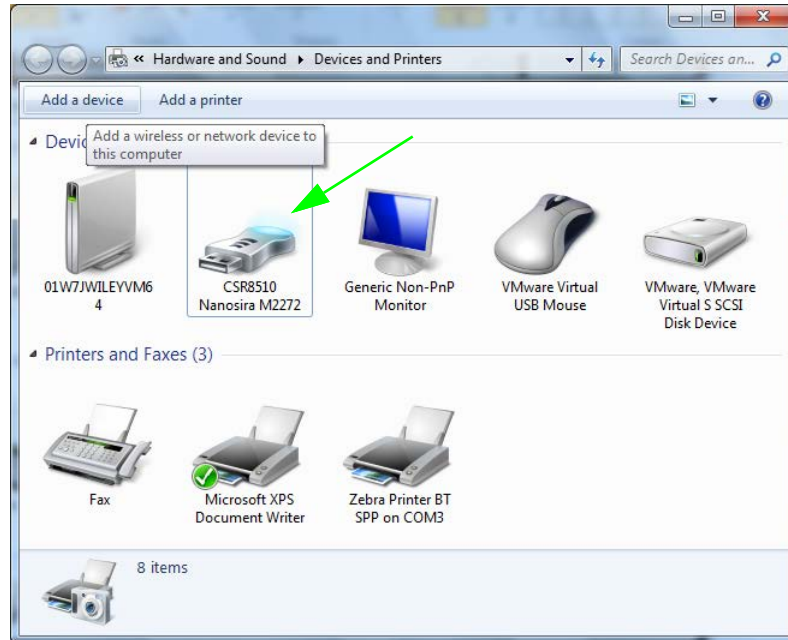 « Hardware and Sound ▸ Devices and Printers
Search Devices an...
Add a device Add a printer
Devic
Add a wireless or network device to
this computer
01W7JWILEYVM6
4
CSR8510
Nanosira M2272
Generic Non-PnP
Monitor
VMware Virtual
USB Mouse
VMware, VMware
Virtual S SCSI
Disk Device
Printers and Faxes (3)
Fax
Microsoft XPS
Document Writer
Zebra Printer BT
SPP on COM3
8 items